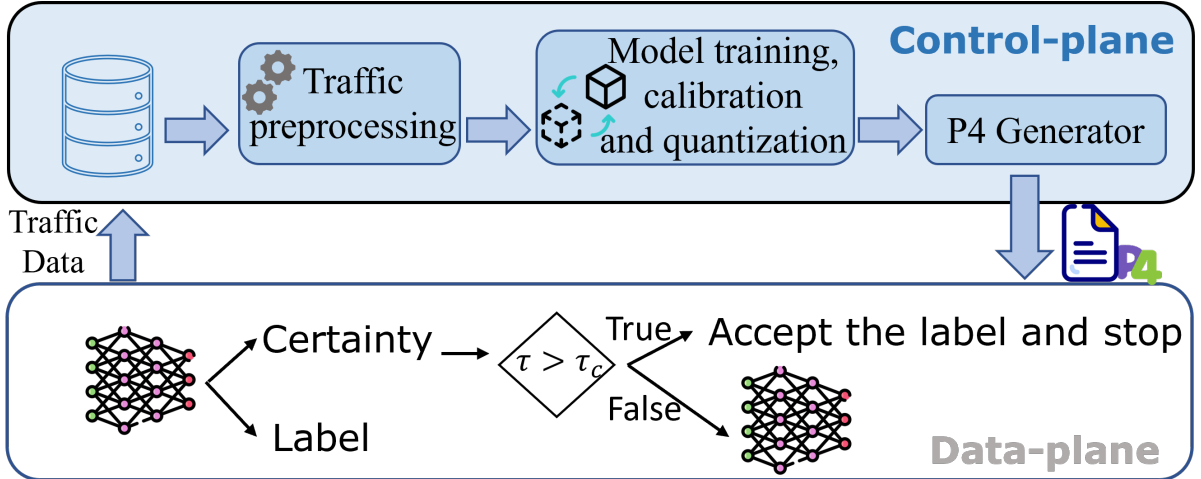 Control-plane
Traffic
preprocessing
Model training,
calibration
and quantization
P4 Generator
Traffic
Data
P4
Certainty
Label
τ > τ_c
True
False
Accept the label and stop
Data-plane